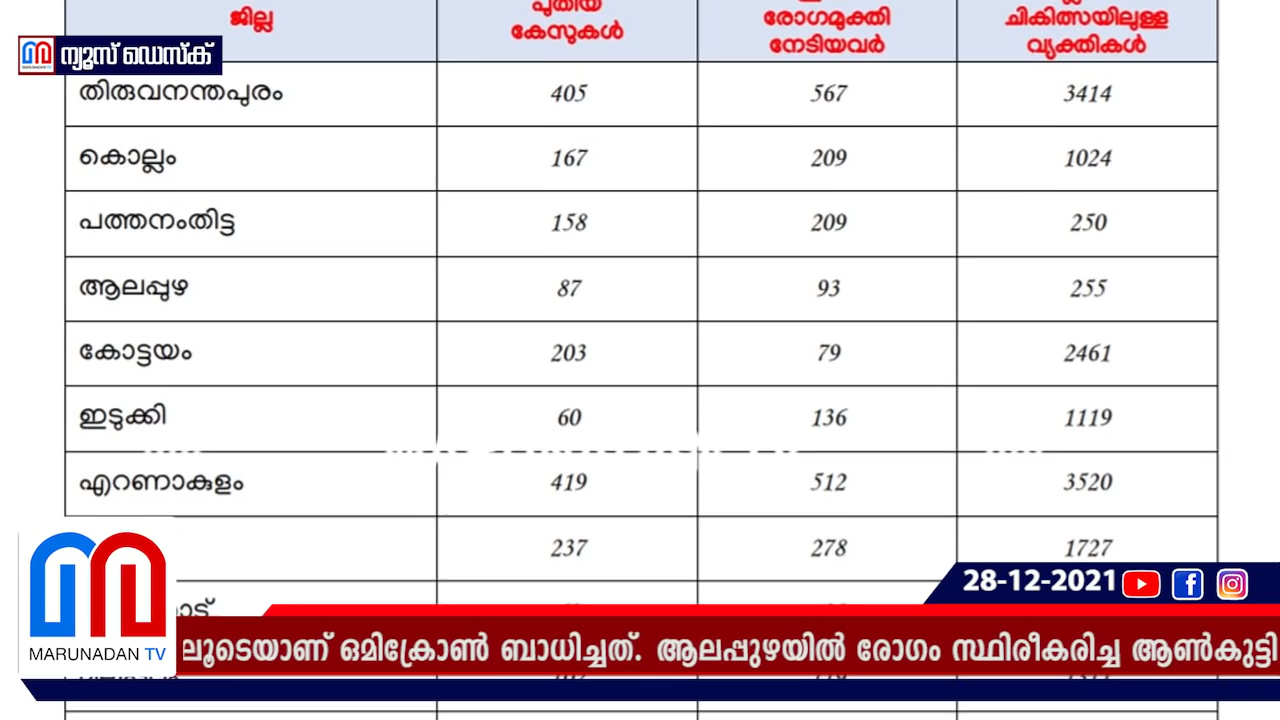 ജില്ല
പുതിയ
കേസുകൾ
രോഗമുക്തി
നേടിയവർ
ചികിത്സയിലുള്ള
വ്യക്തികൾ
ന്യൂസ് ഡെസ്ക്
MARUNADAN TV
തിരുവനന്തപുരം 405 567 3414
കൊല്ലം 167 209 1024
പത്തനംതിട്ട 158 209 250
ആലപ്പുഴ 87 93 255
കോട്ടയം 203 79 2461
ഇടുക്കി 60 136 1119
എറണാകുളം 419 512 3520
237 278 1727
28-12-2021
MARUNADAN TV
ലൂടെയാണ് ഒമിക്രോൺ ബാധിച്ചത്. ആലപ്പുഴയിൽ രോഗം സ്ഥിരീകരിച്ച ആൺകുട്ടി